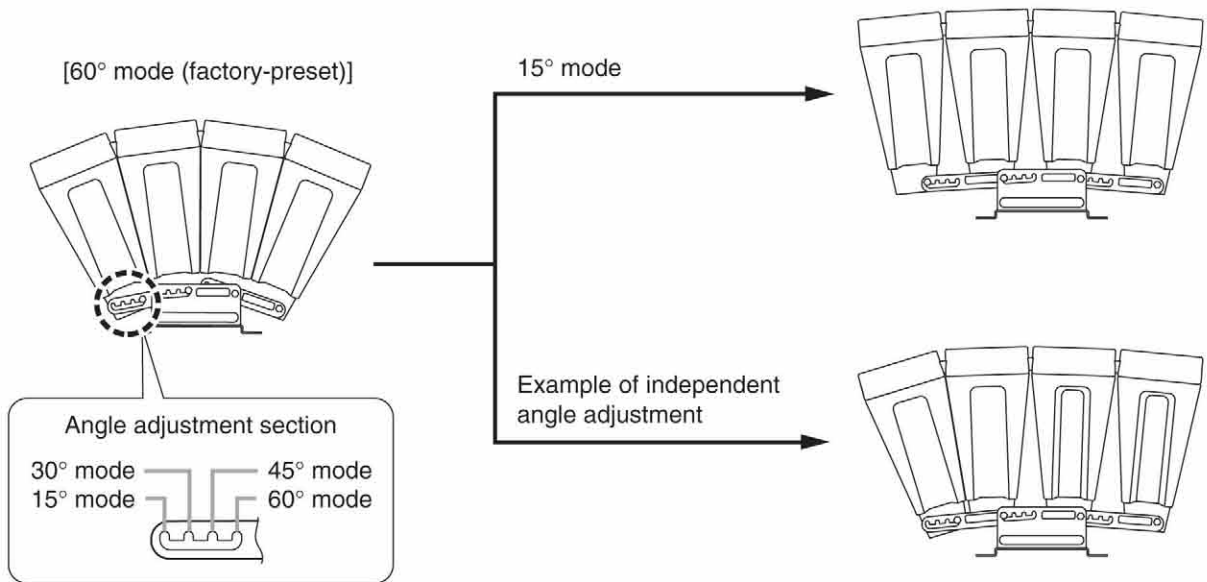 [60° mode (factory-preset)]
15° mode
Example of independent
angle adjustment
Angle adjustment section
30° mode
45° mode
15° mode
60° mode